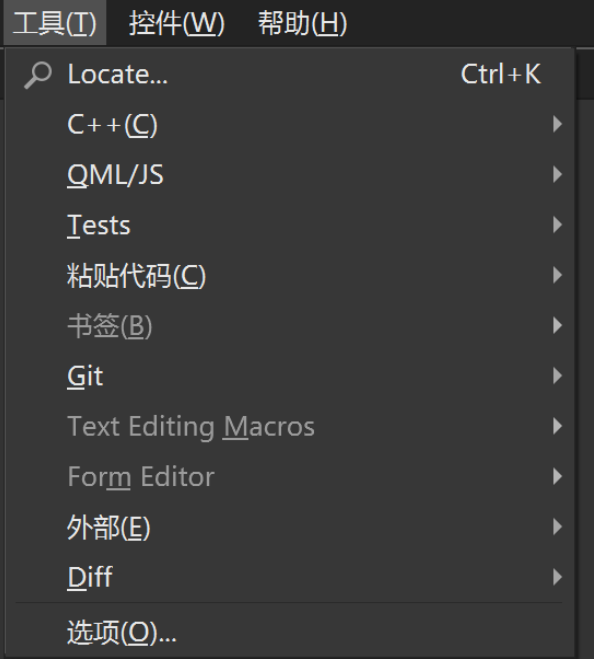 工具(T) 控件(W) 帮助(H)
Locate... Ctrl+K
C++(C)
QML/JS
Tests
粘贴代码(C)
书签(B)
Git
Text Editing Macros
Form Editor
外部(E)
Diff
选项(O)...